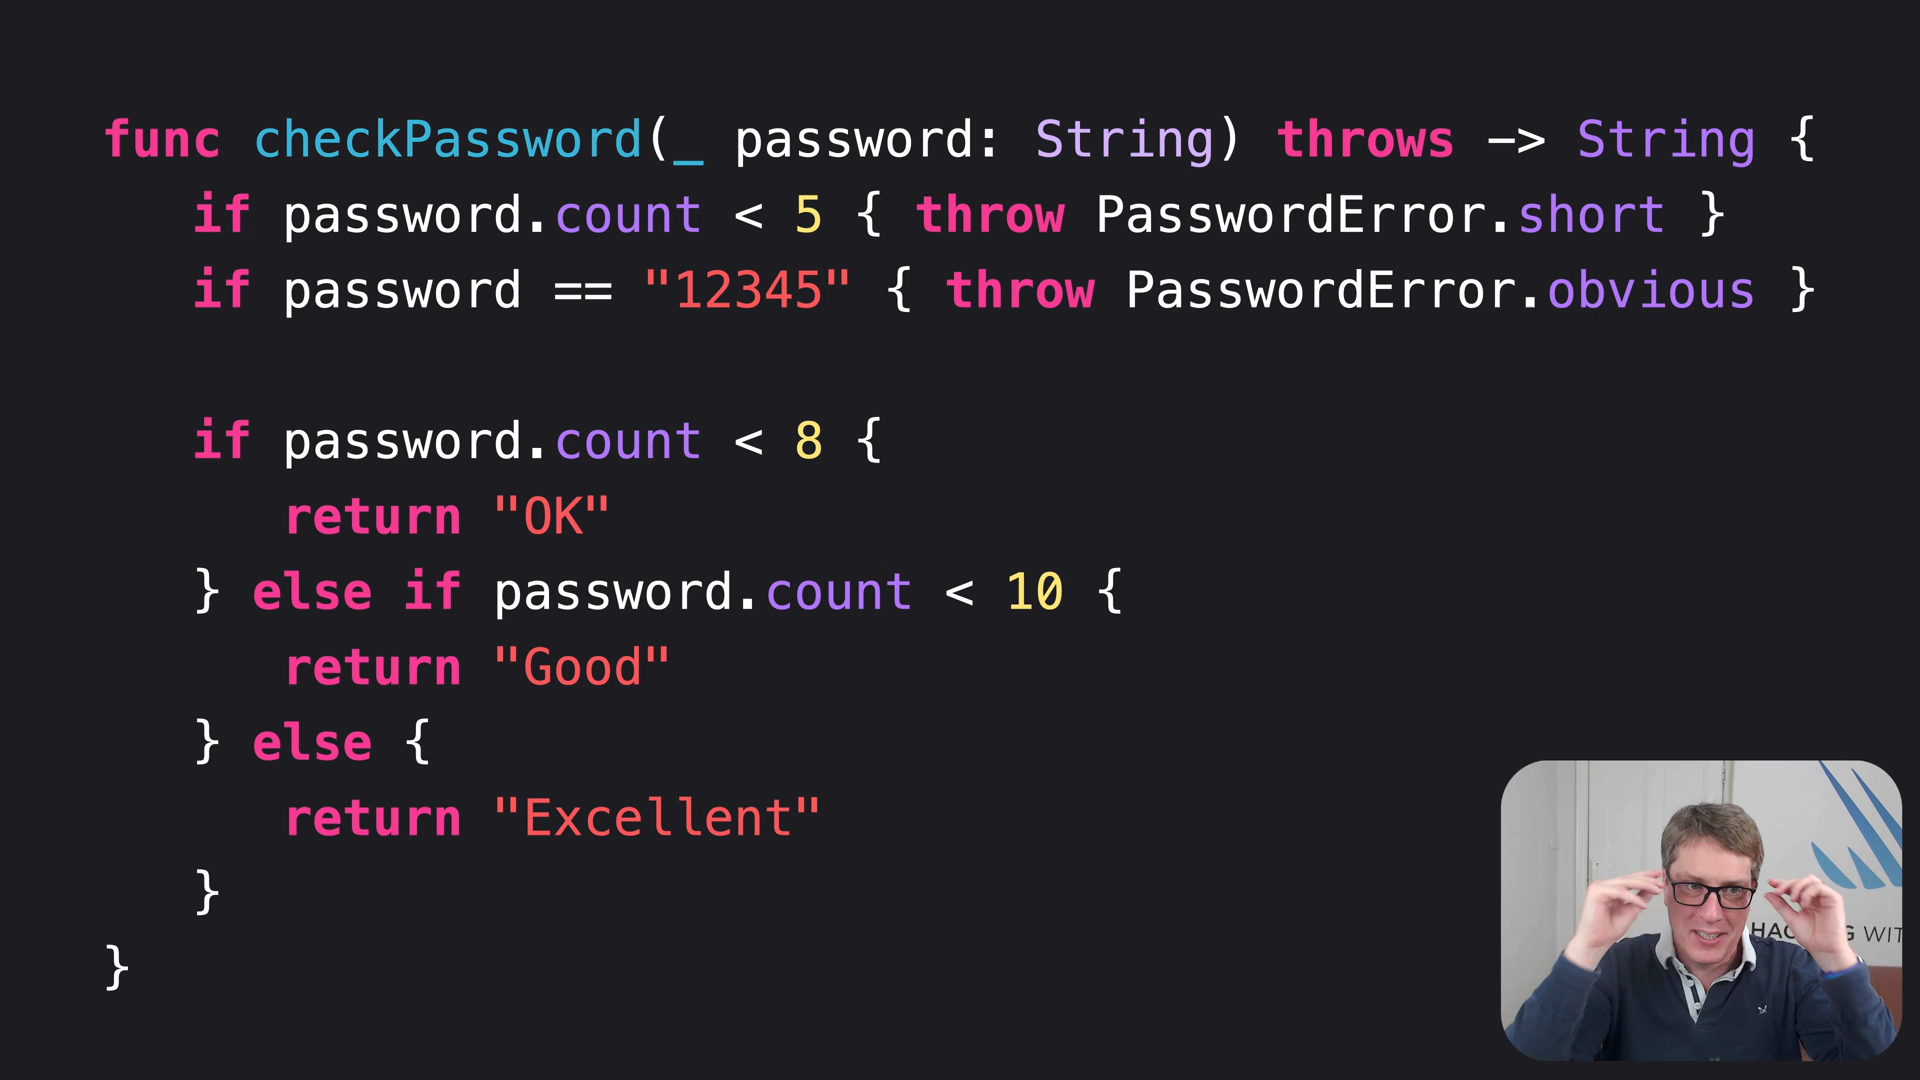 func checkPassword(_ password: String) throws -> String {
if password.count < 5 { throw PasswordError.short }
if password == "12345" { throw PasswordError.obvious }
if password.count < 8 {
return "OK"
} else if password.count < 10 {
return "Good"
} else {
return "Excellent"
}
}
WIT